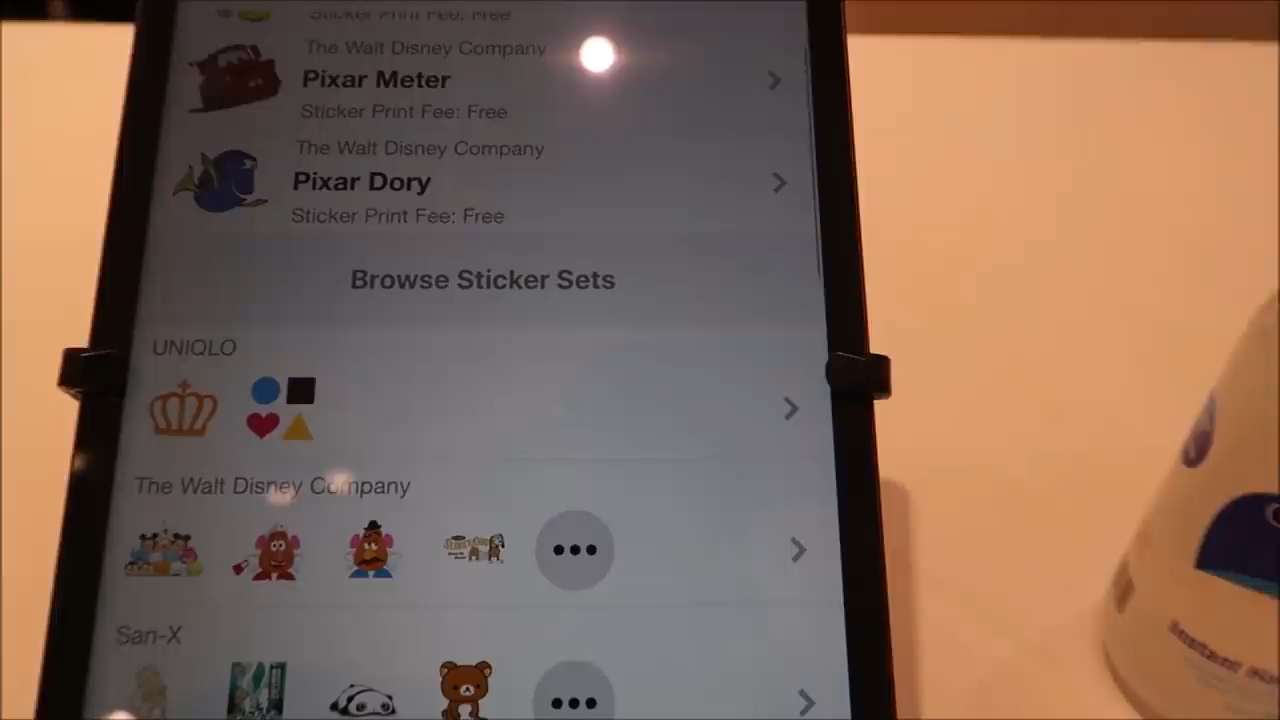 Sticker Print Fee: Free
The Walt Disney Company
Pixar Meter
Sticker Print Fee: Free
The Walt Disney Company
Pixar Dory
Sticker Print Fee: Free
Browse Sticker Sets
UNIQLO
The Walt Disney Company
San-X
Instant